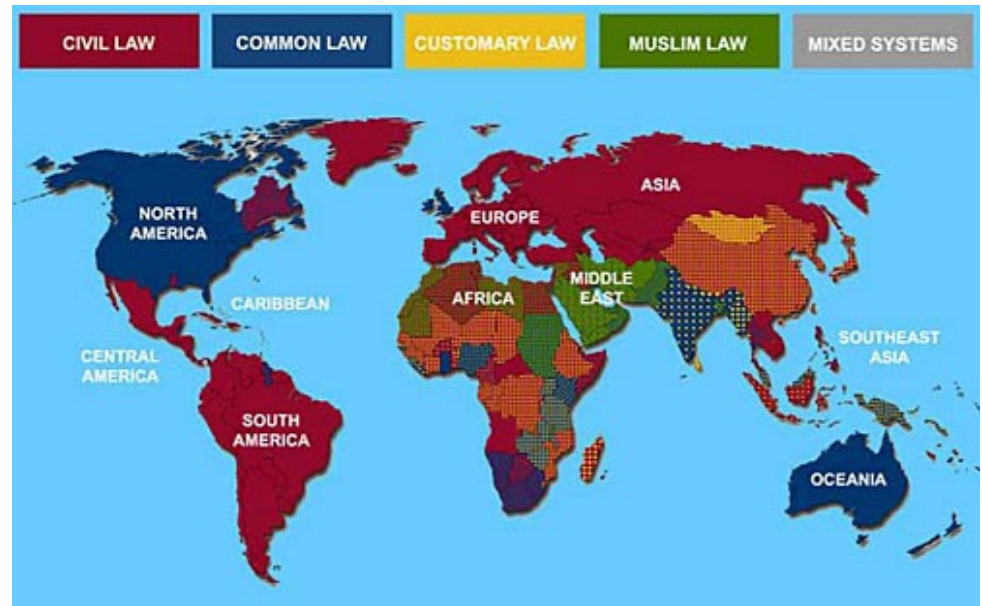 CIVIL LAW
COMMON LAW
CUSTOMARY LAW
MUSLIM LAW
MIXED SYSTEMS
NORTH
AMERICA
CARIBBEAN
CENTRAL
AMERICA
SOUTH
AMERICA
EUROPE
ASIA
AFRICA
MIDDLE
EAST
SOUTHEAST
ASIA
OCEANIA